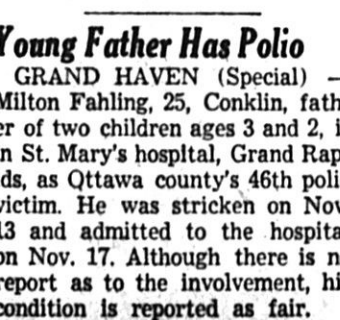 Young Father Has Polio
GRAND HAVEN (Special) —
Milton Fahling, 25, Conklin, fath-
er of two children ages 3 and 2, i
n St. Mary's hospital, Grand Rap
ds, as Qttawa county's 46th poli
victim. He was stricken on Nov
13 and admitted to the hospita
on Nov. 17. Although there is n
report as to the involvement, hi
condition is reported as fair.